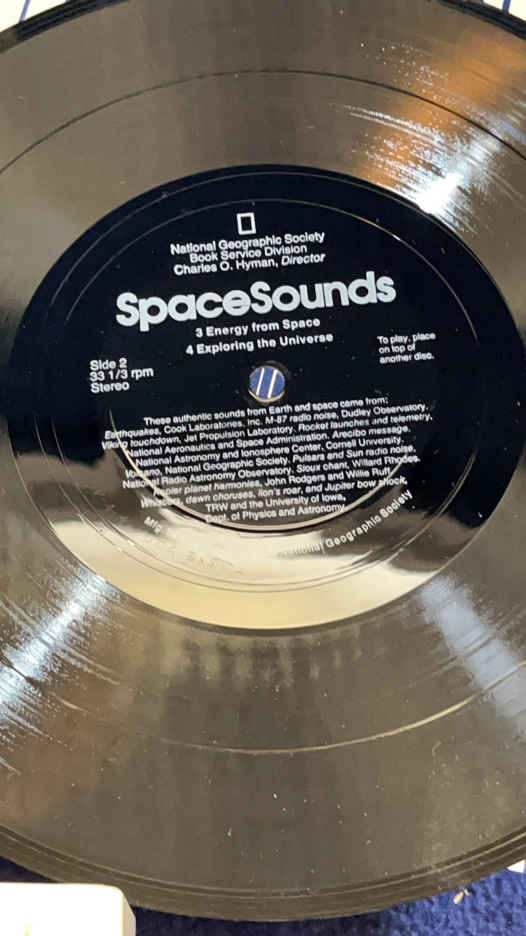 National Geographic Society
Book Service Division
Charles O. Hyman, Director
SpaceSounds
3 Energy from Space
4 Exploring the Universe
Side 2
33 1/3 rpm
Stereo
To play, place
on top of
another disc.
These authentic sounds from Earth and space came from:
Earthquakes, Cook Laboratories, Inc. M-87 radio noise, Dudley Observatory.
Viking touchdown, Jet Propulsion Laboratory. Rocket launches and telemetry,
National Aeronautics and Space Administration. Arecibo message,
National Astronomy and Ionosphere Center, Cornell University.
Volcano, National Geographic Society. Pulsars and Sun radio noise,
National Radio Astronomy Observatory. Sioux chant, Willard Rhodes.
Kepler planet harmonies, John Rodgers and Willie Ruff.
Whistlers, dawn choruses, lion's roar, and Jupiter bow shock,
TRW and the University of Iowa,
Dept. of Physics and Astronomy
National Geographic Society